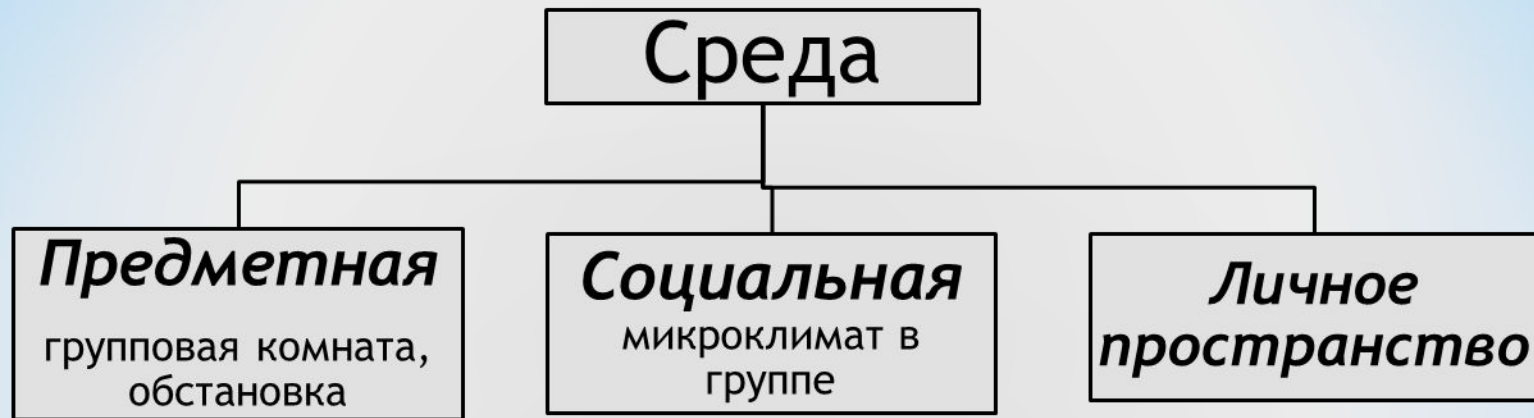 Среда
Предметная
групповая комната,
обстановка
Социальная
микроклимат в
группе
Личное
пространство